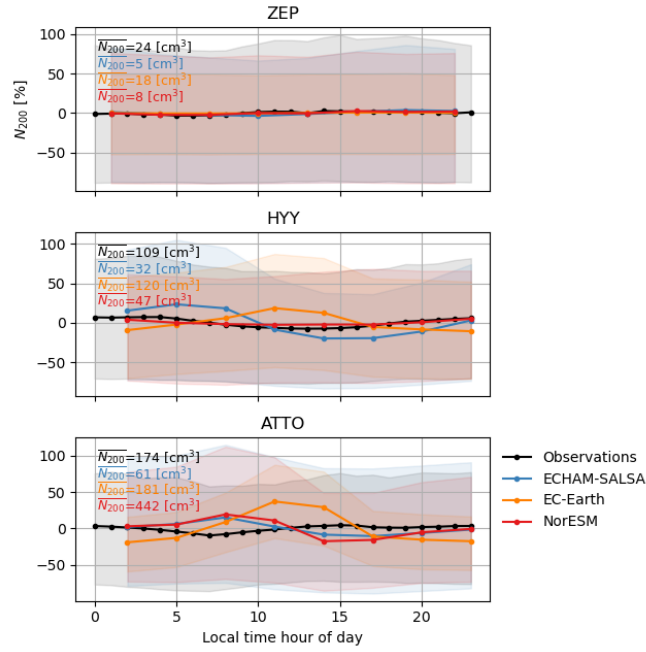 ZEP
N200 [%]
100
50
0
−50
N200=24 [cm3]
N200=5 [cm3]
N200=18 [cm3]
N200=8 [cm3]
HYY
100
50
0
−50
N200=109 [cm3]
N200=32 [cm3]
N200=120 [cm3]
N200=47 [cm3]
ATTO
100
50
0
−50
N200=174 [cm3]
N200=61 [cm3]
N200=181 [cm3]
N200=442 [cm3]
Observations
ECHAM-SALSA
EC-Earth
NorESM
0 5 10 15 20
Local time hour of day